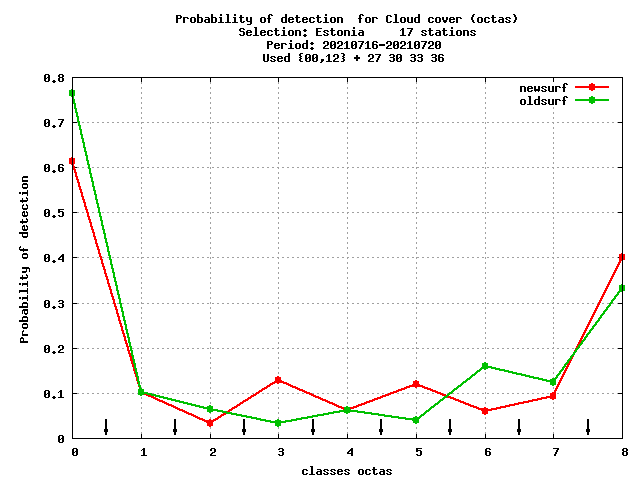 Probability of detection  for Cloud cover (octas)
Selection: Estonia     17 stations
Period: 20210716-20210720
Used {00,12} + 27 30 33 36
newsurf
oldsurf
0.8
0.7
0.6
0.5
0.4
0.3
0.2
0.1
0
Probability of detection
0 1 2 3 4 5 6 7 8
classes octas